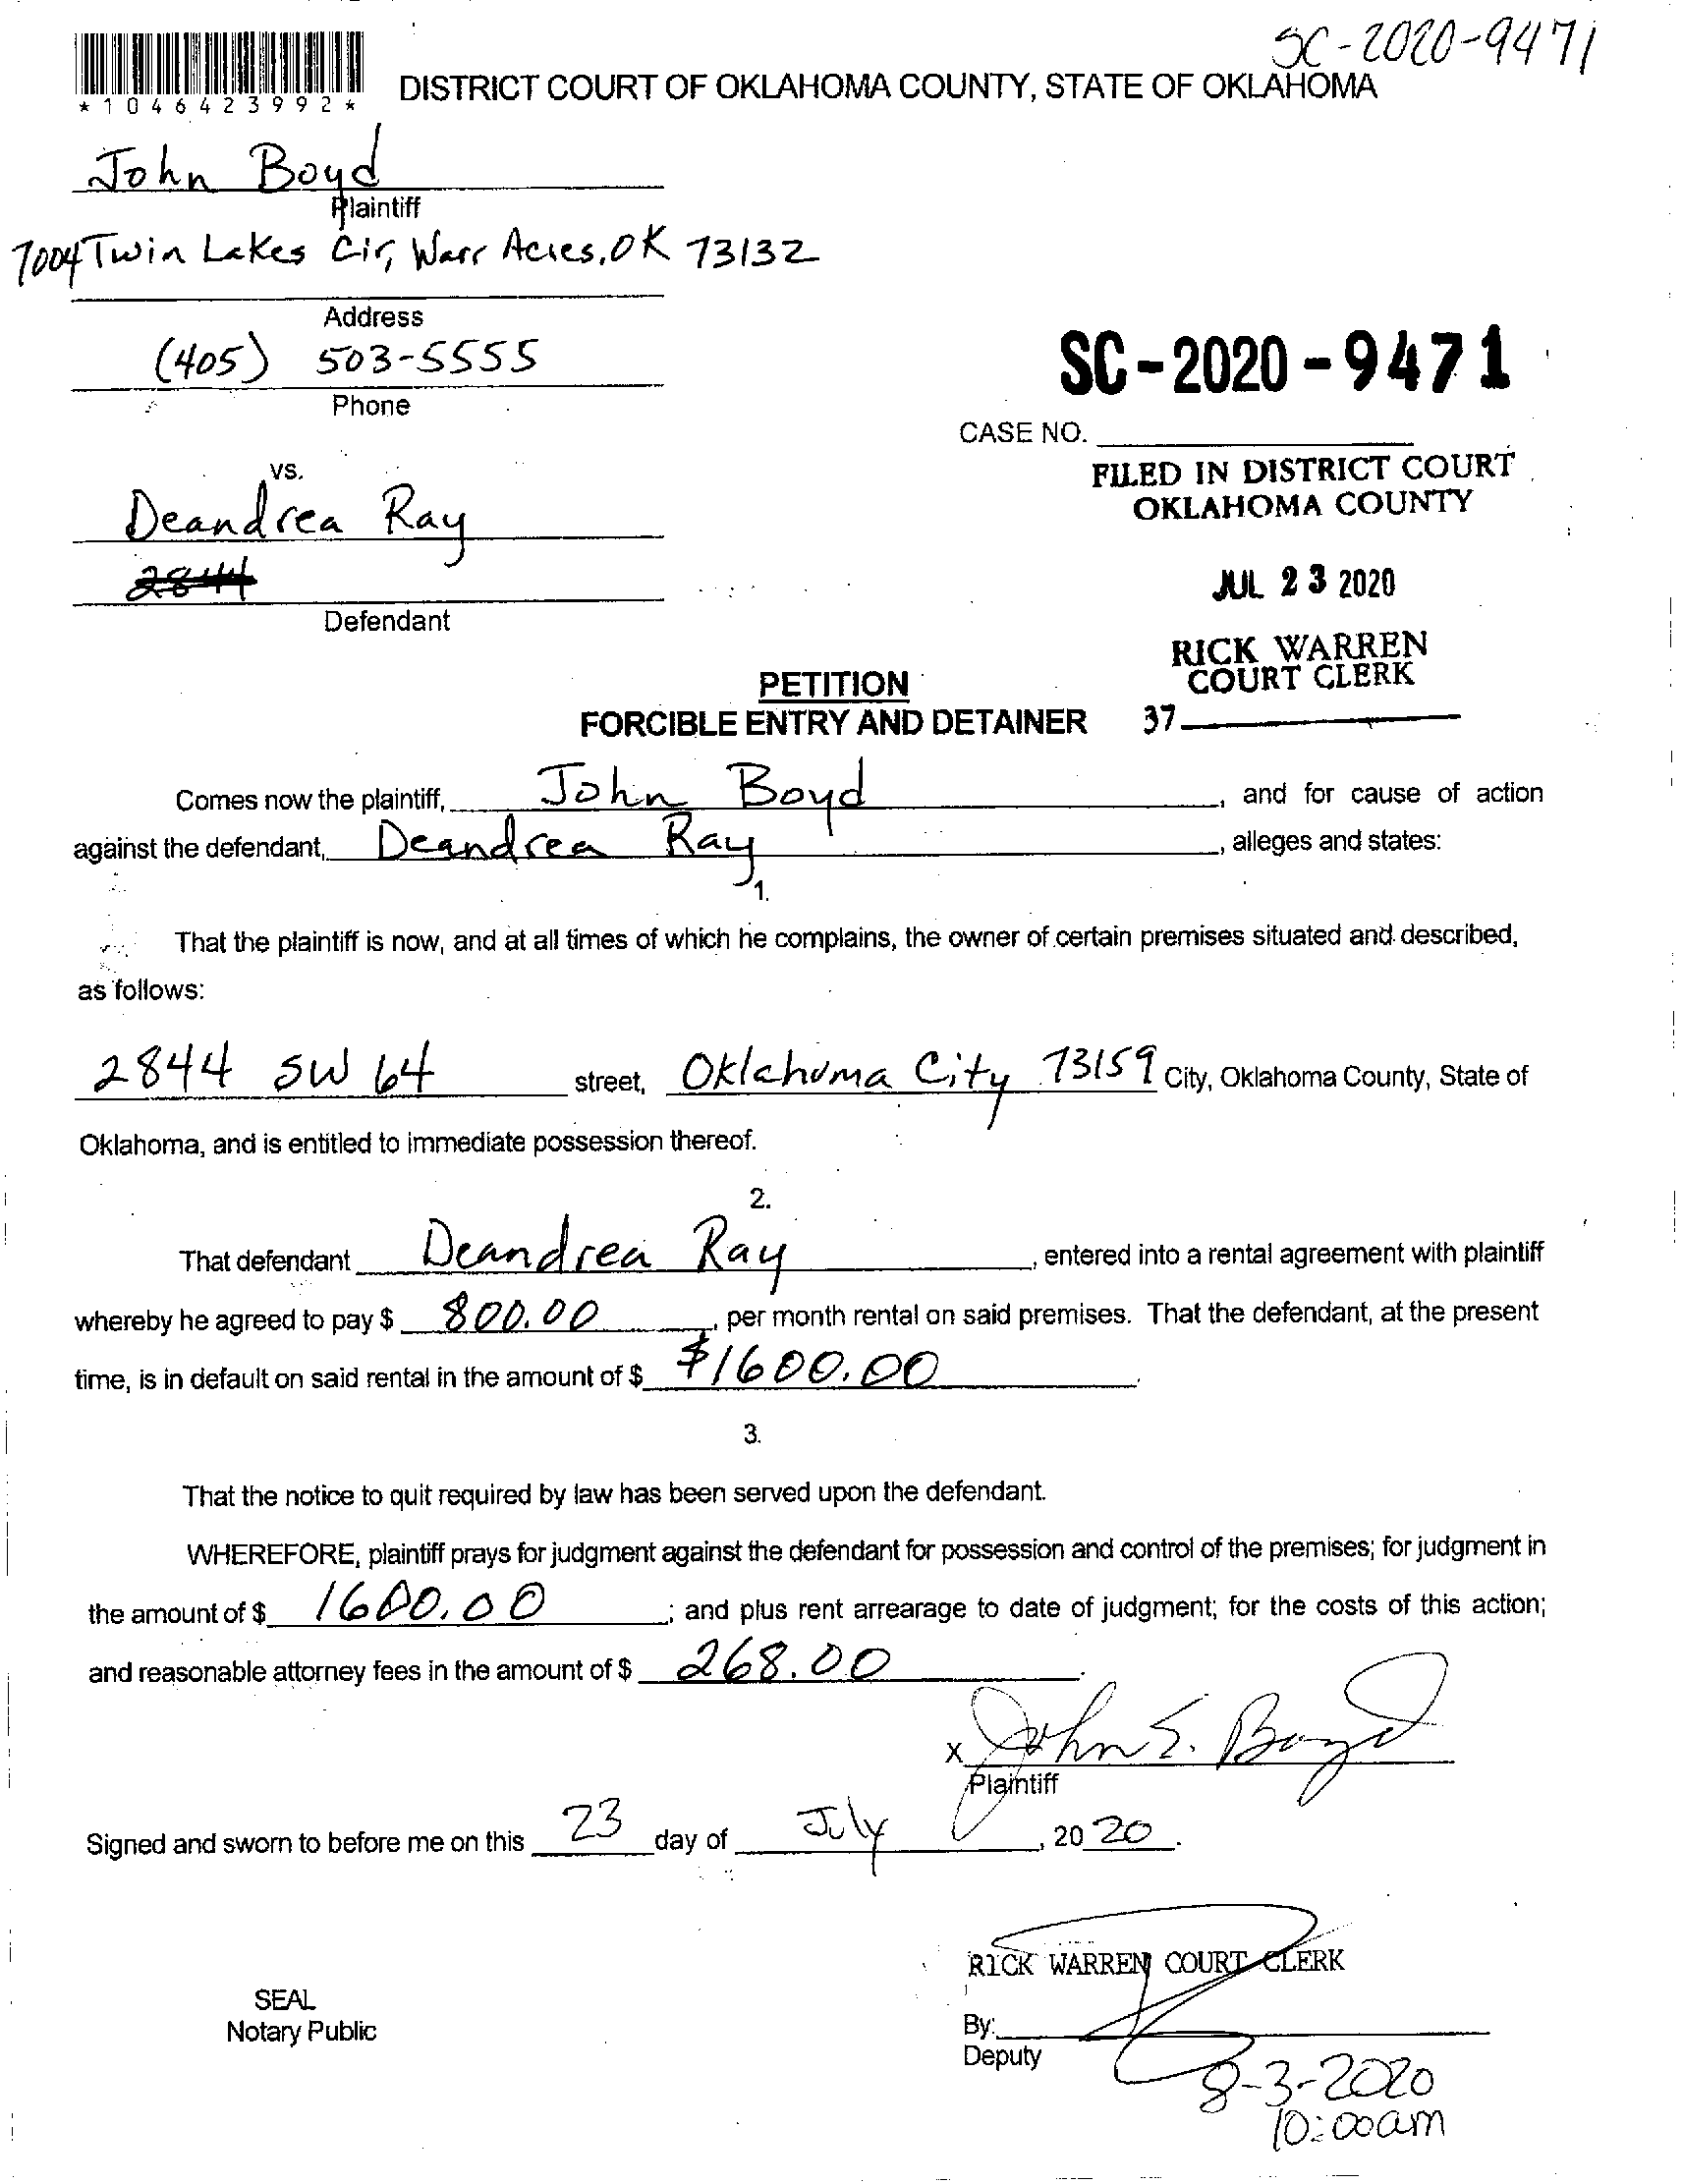 SC-2020-9471
*1046423992*
DISTRICT COURT OF OKLAHOMA COUNTY, STATE OF OKLAHOMA
John Boyd
Plaintiff
7004 Twin Lakes Cir, Warr Acres, OK 73132
Address
(405) 503-5555
Phone
SC-2020-9471
CASE NO.
vs.
FILED IN DISTRICT COURT
OKLAHOMA COUNTY
Deandrea Ray
2844
JUL 23 2020
Defendant
RICK WARREN
COURT CLERK
37
PETITION
FORCIBLE ENTRY AND DETAINER
Comes now the plaintiff, John Boyd, and for cause of action
against the defendant, Deandrea Ray, alleges and states:
1.
That the plaintiff is now, and at all times of which he complains, the owner of certain premises situated and described,
as follows:
2844 SW 64 street, Oklahoma City 73159 City, Oklahoma County, State of
Oklahoma, and is entitled to immediate possession thereof.
2.
That defendant Deandrea Ray, entered into a rental agreement with plaintiff
whereby he agreed to pay $ 800.00, per month rental on said premises. That the defendant, at the present
time, is in default on said rental in the amount of $ $1600.00.
3.
That the notice to quit required by law has been served upon the defendant.
WHEREFORE, plaintiff prays for judgment against the defendant for possession and control of the premises; for judgment in
the amount of $ 1600.00; and plus rent arrearage to date of judgment; for the costs of this action;
and reasonable attorney fees in the amount of $ 268.00.
x John E. Boyd
Plaintiff
Signed and sworn to before me on this 23 day of July, 2020.
RICK WARREN COURT CLERK
SEAL
Notary Public
By:
Deputy
8-3-2020
10:00am